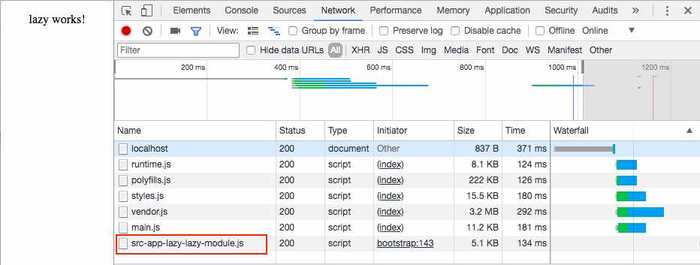 lazy works!
Elements Console Sources Network Performance Memory Application
View: Group by frame Preserve log Disable cache Offline Online
Filter Hide data URLs All XHR JS CSS Img Media Font Doc WS Manifest Other
200 ms 400 ms 600 ms 800 ms 1000 ms 1200 ms
Name Status Type Initiator Size Time Waterfall
localhost 200 document Other 837 B 371 ms
runtime.js 200 script (index) 8.1 KB 124 ms
polyfills.js 200 script (index) 222 KB 126 ms
styles.js 200 script (index) 15.5 KB 180 ms
vendor.js 200 script (index) 3.2 MB 292 ms
main.js 200 script (index) 11.2 KB 181 ms
src-app-lazy-lazy-module.js 200 script bootstrap:143 5.1 KB 134 ms